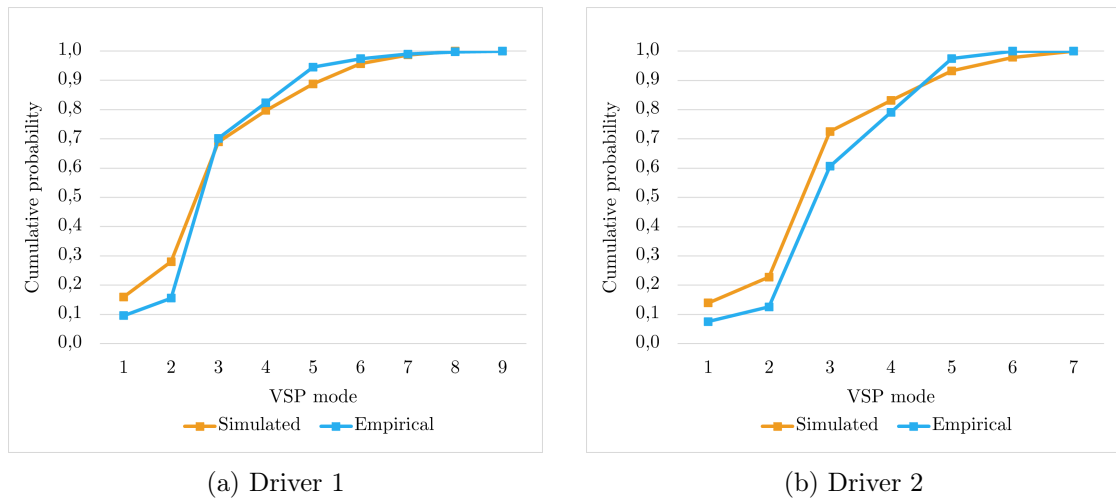 1,0
0,9
0,8
0,7
0,6
0,5
0,4
0,3
0,2
0,1
0,0
Cumulative probability
1 2 3 4 5 6 7 8 9
VSP mode
Simulated Empirical
(a) Driver 1
1,0
0,9
0,8
0,7
0,6
0,5
0,4
0,3
0,2
0,1
0,0
Cumulative probability
1 2 3 4 5 6 7
VSP mode
Simulated Empirical
(b) Driver 2